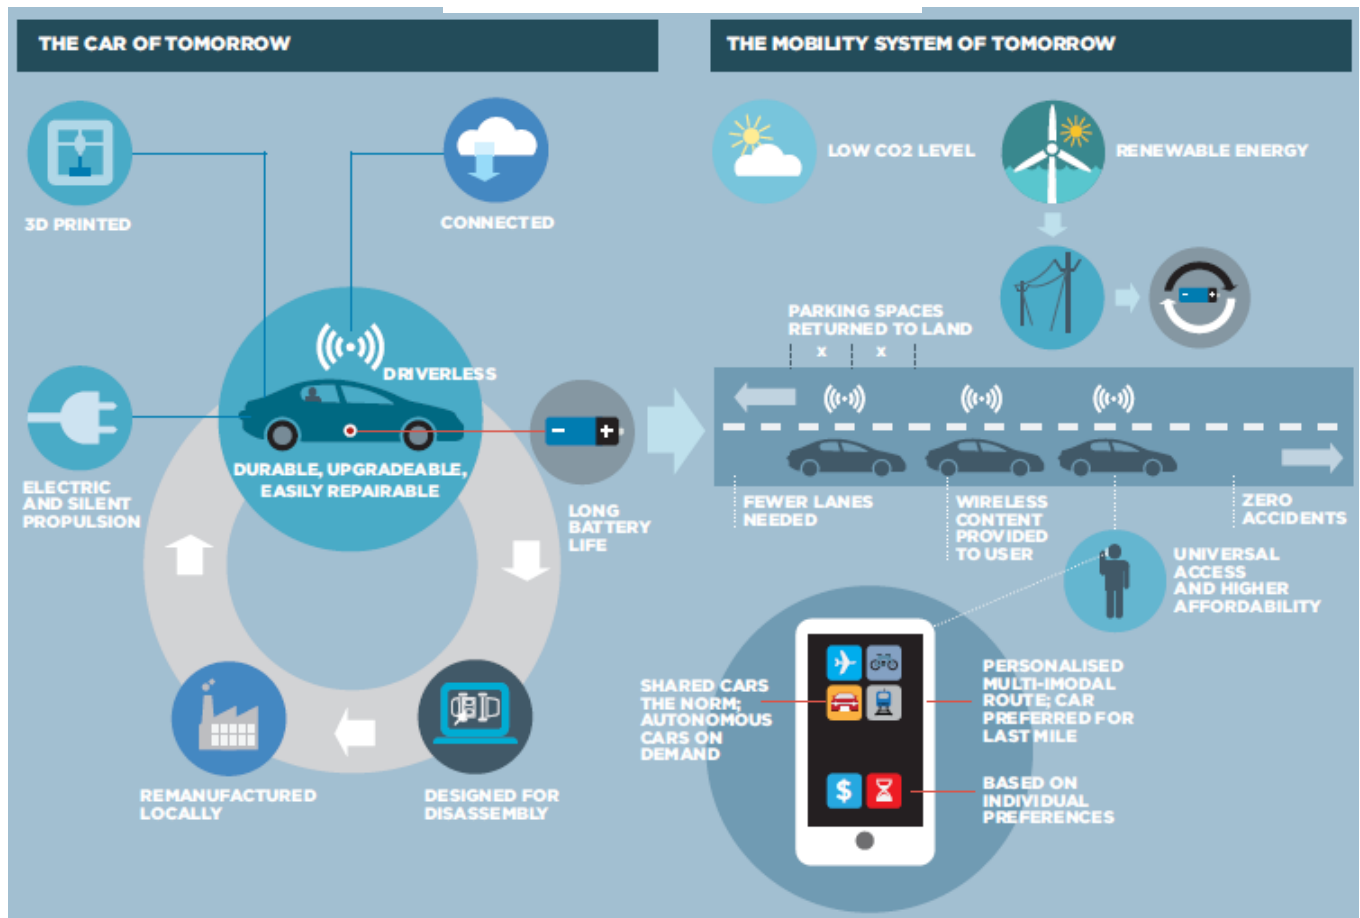 THE CAR OF TOMORROW
3D PRINTED
CONNECTED
DRIVERLESS
DURABLE, UPGRADEABLE,
EASILY REPAIRABLE
ELECTRIC
AND SILENT
PROPULSION
LONG
BATTERY
LIFE
REMANUFACTURED
LOCALLY
DESIGNED FOR
DISASSEMBLY
THE MOBILITY SYSTEM OF TOMORROW
LOW CO2 LEVEL
RENEWABLE ENERGY
PARKING SPACES
RETURNED TO LAND
x x
FEWER LANES
NEEDED
WIRELESS
CONTENT
PROVIDED
TO USER
ZERO
ACCIDENTS
UNIVERSAL
ACCESS
AND HIGHER
AFFORDABILITY
SHARED CARS
THE NORM;
AUTONOMOUS
CARS ON
DEMAND
PERSONALISED
MULTI-IMODAL
ROUTE; CAR
PREFERRED FOR
LAST MILE
$
BASED ON
INDIVIDUAL
PREFERENCES